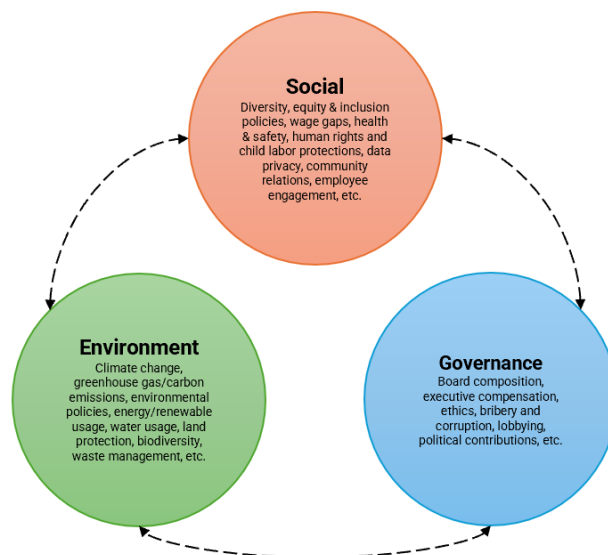 Social
Diversity, equity & inclusion
policies, wage gaps, health
& safety, human rights and
child labor protections, data
privacy, community
relations, employee
engagement, etc.
Environment
Climate change,
greenhouse gas/carbon
emissions, environmental
policies, energy/renewable
usage, water usage, land
protection, biodiversity,
waste management, etc.
Governance
Board composition,
executive compensation,
ethics, bribery and
corruption, lobbying,
political contributions, etc.